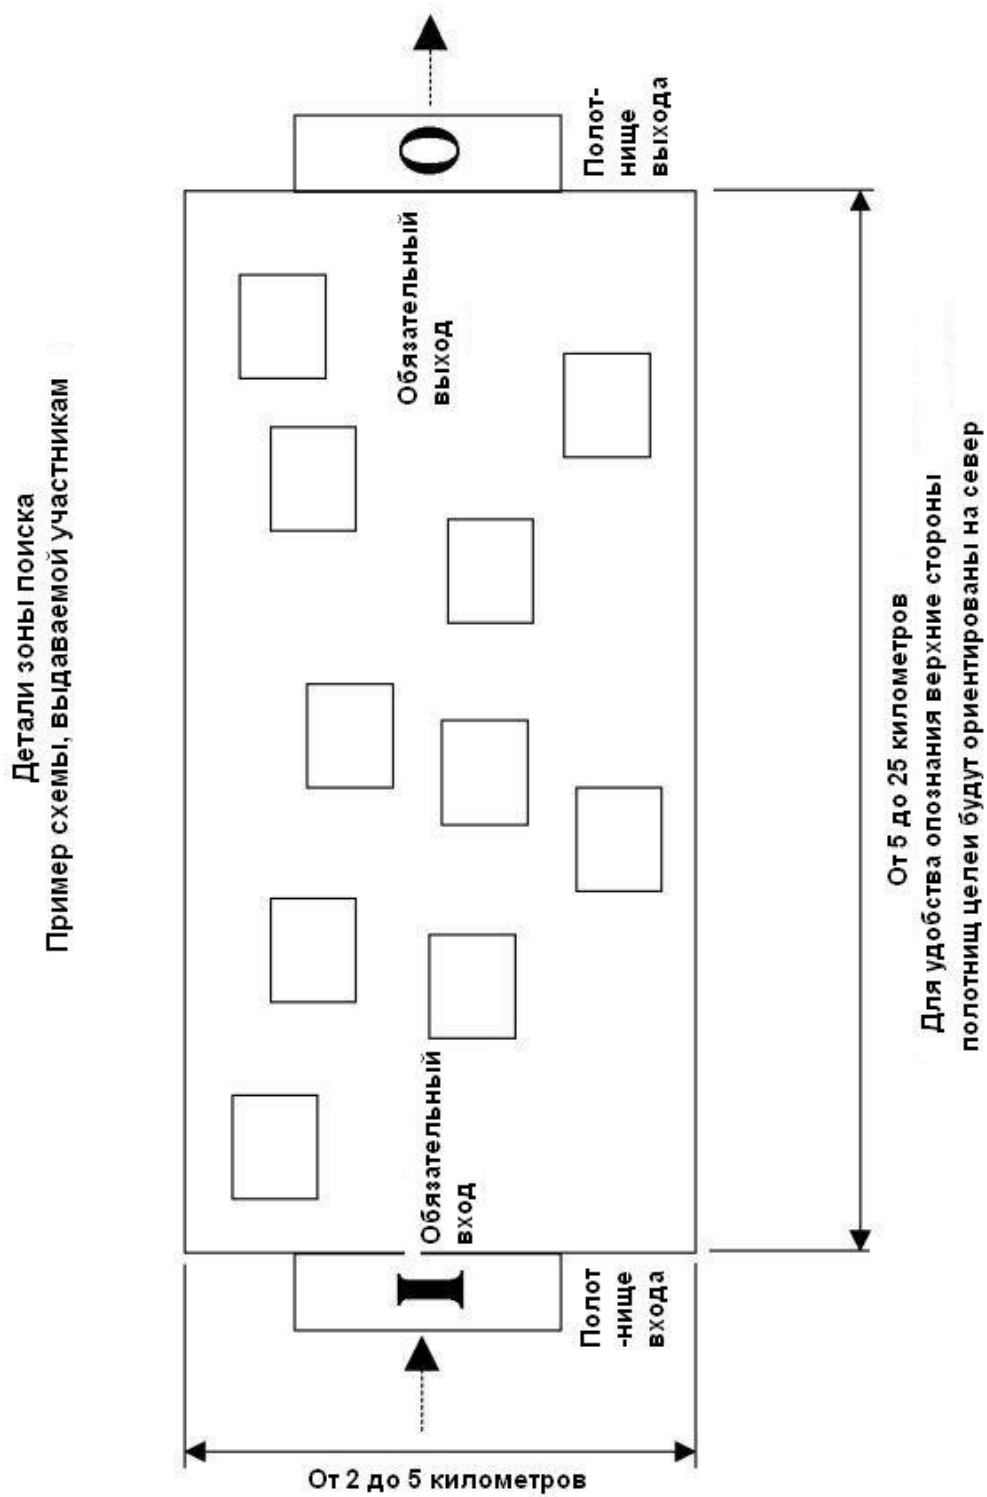 Детали зоны поиска
Пример схемы, выдаваемой участникам
I
Полот
-нище
входа
Обязательный
вход
Обязательный
выход
O
Полот-
нище
выхода
От 2 до 5 километров
От 5 до 25 километров
Для удобства опознания верхние стороны
полотнищ целей будут ориентированы на север